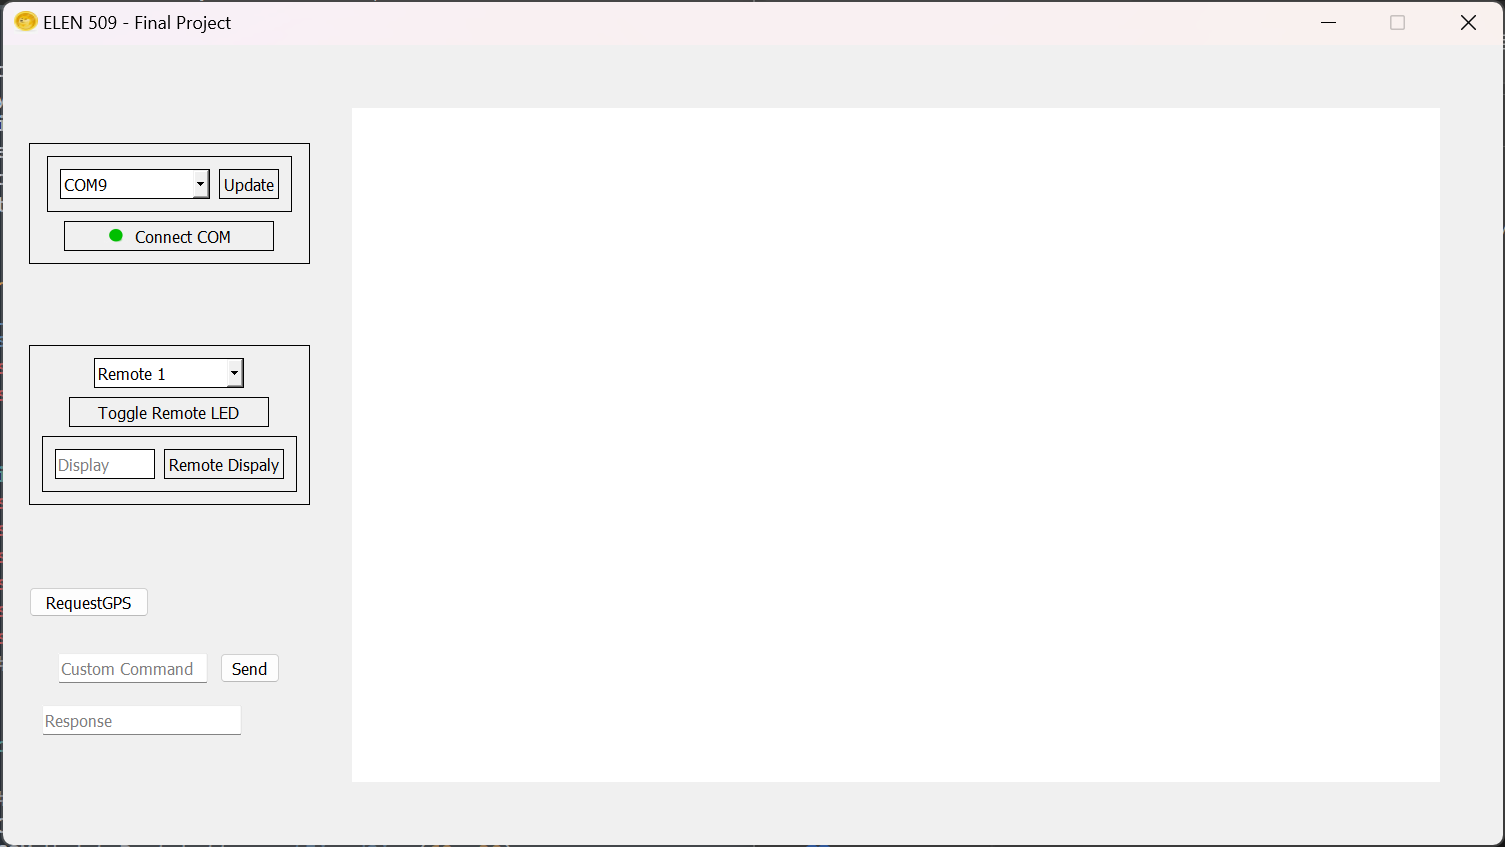 ELEN 509 - Final Project
COM9
Update
Connect COM
Remote 1
Toggle Remote LED
Display
Remote Dispaly
RequestGPS
Custom Command
Send
Response